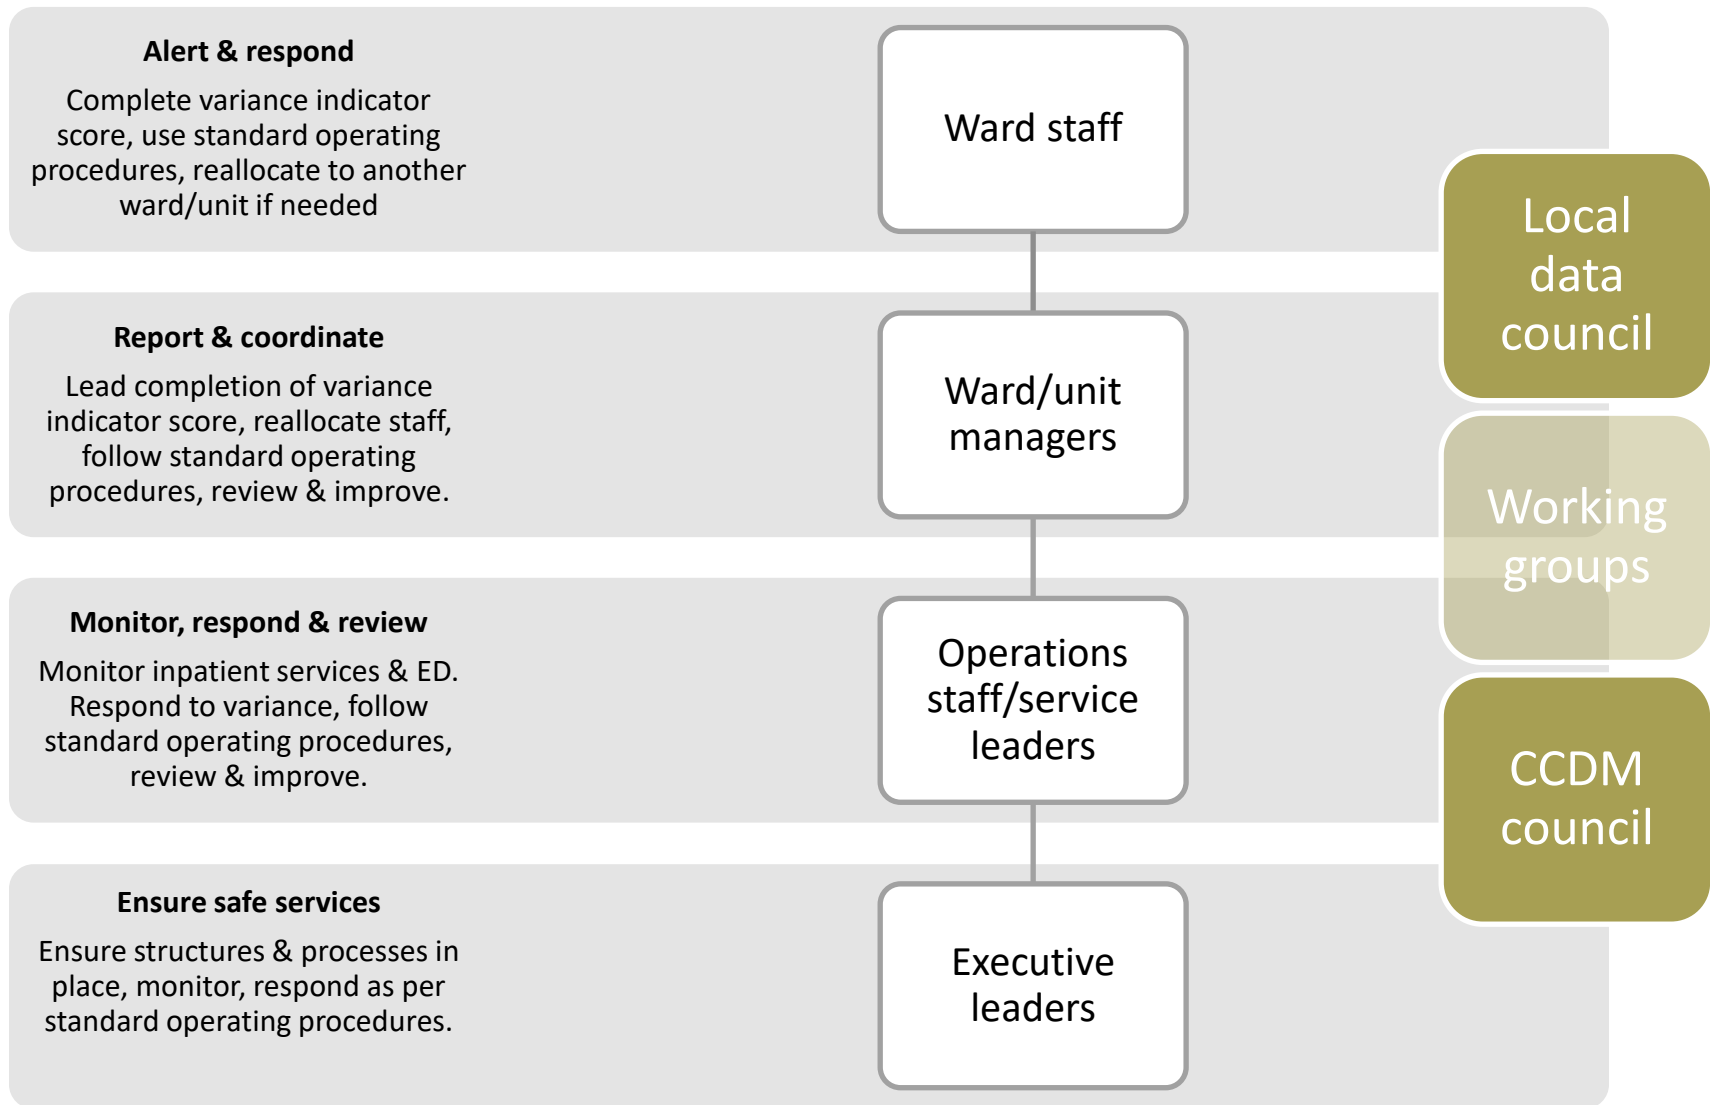 Alert & respond
Complete variance indicator
score, use standard operating
procedures, reallocate to another
ward/unit if needed
Ward staff
Report & coordinate
Lead completion of variance
indicator score, reallocate staff,
follow standard operating
procedures, review & improve.
Ward/unit
managers
Monitor, respond & review
Monitor inpatient services & ED.
Respond to variance, follow
standard operating procedures,
review & improve.
Operations
staff/service
leaders
Ensure safe services
Ensure structures & processes in
place, monitor, respond as per
standard operating procedures.
Executive
leaders
Local
data
council
Working
groups
CCDM
council